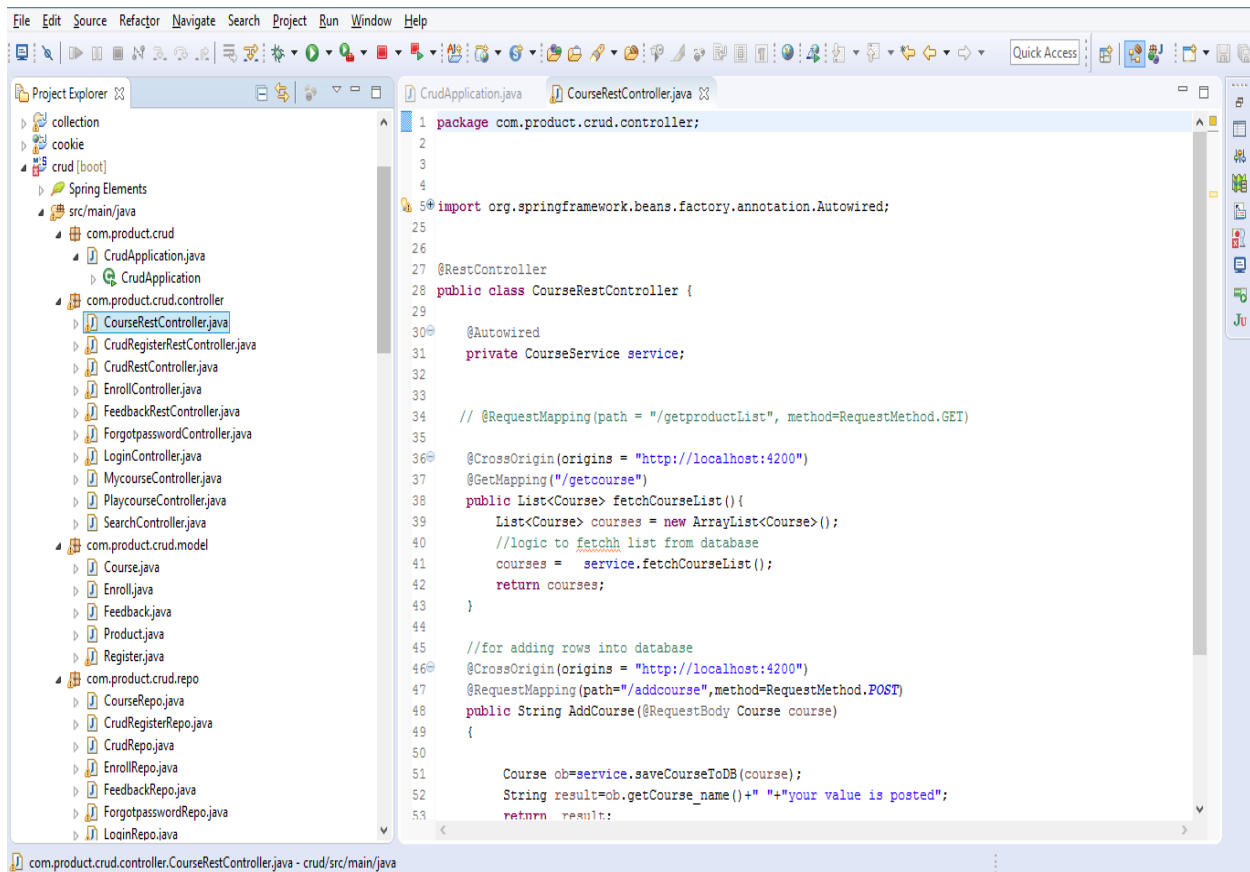 File Edit Source Refactor Navigate Search Project Run Window Help
Quick Access
Project Explorer
collection
cookie
crud [boot]
Spring Elements
src/main/java
com.product.crud
CrudApplication.java
CrudApplication
com.product.crud.controller
CourseRestController.java
CrudRegisterRestController.java
CrudRestController.java
EnrollController.java
FeedbackRestController.java
ForgotpasswordController.java
LoginController.java
MycourseController.java
PlaycourseController.java
SearchController.java
com.product.crud.model
Course.java
Enroll.java
Feedback.java
Product.java
Register.java
com.product.crud.repo
CourseRepo.java
CrudRegisterRepo.java
CrudRepo.java
EnrollRepo.java
FeedbackRepo.java
ForgotpasswordRepo.java
LoginRepo.java
CrudApplication.java CourseRestController.java
1 package com.product.crud.controller;
2
3
4
5 import org.springframework.beans.factory.annotation.Autowired;
25
26
27 @RestController
28 public class CourseRestController {
29
30 @Autowired
31 private CourseService service;
32
33
34 // @RequestMapping(path = "/getproductList", method=RequestMethod.GET)
35
36 @CrossOrigin(origins = "http://localhost:4200")
37 @GetMapping("/getcourse")
38 public List<Course> fetchCourseList(){
39 List<Course> courses = new ArrayList<Course>();
40 //logic to fetchh list from database
41 courses = service.fetchCourseList();
42 return courses;
43 }
44
45 //for adding rows into database
46 @CrossOrigin(origins = "http://localhost:4200")
47 @RequestMapping(path="/addcourse",method=RequestMethod.POST)
48 public String AddCourse(@RequestBody Course course)
49 {
50
51 Course ob=service.saveCourseToDB(course);
52 String result=ob.getCourse_name()+" "+"your value is posted";
53 return result;
Ju
com.product.crud.controller.CourseRestController.java - crud/src/main/java